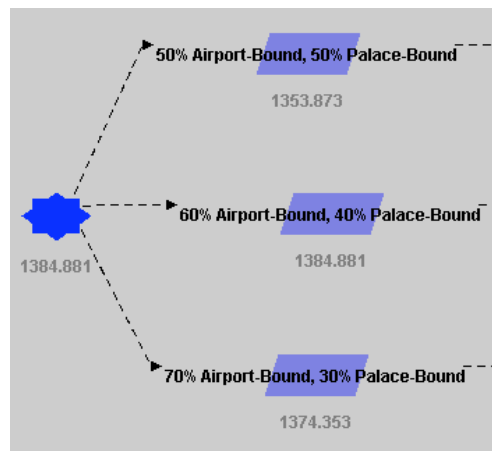 50% Airport-Bound, 50% Palace-Bound
1353.873
60% Airport-Bound, 40% Palace-Bound
1384.881
1384.881
70% Airport-Bound, 30% Palace-Bound
1374.353